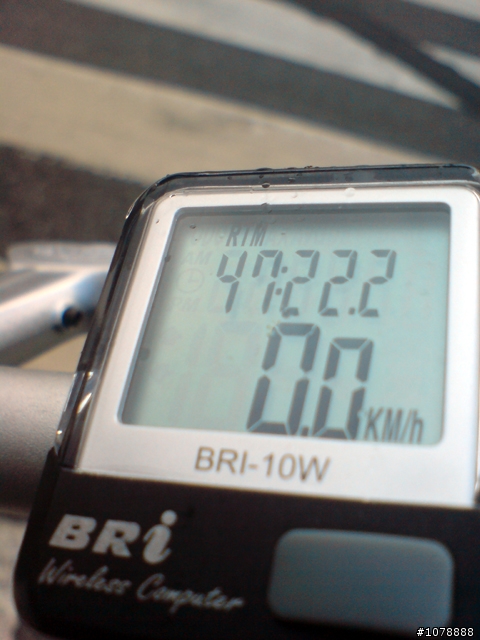 RTM
47:22.2
0.0 KM/h
BRI-10W
BRi
Wireless Computer
#1078888